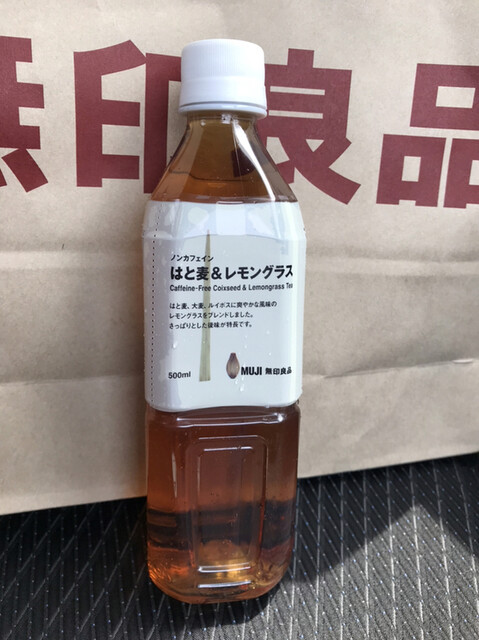 無印良品
ノンカフェイン
はと麦&レモングラス
Caffeine-Free Coixseed & Lemongrass Tea
はと麦、大麦、ルイボスに爽やかな風味の
レモングラスをブレンドしました。
さっぱりとした後味が特長です。
500ml
MUJI 無印良品